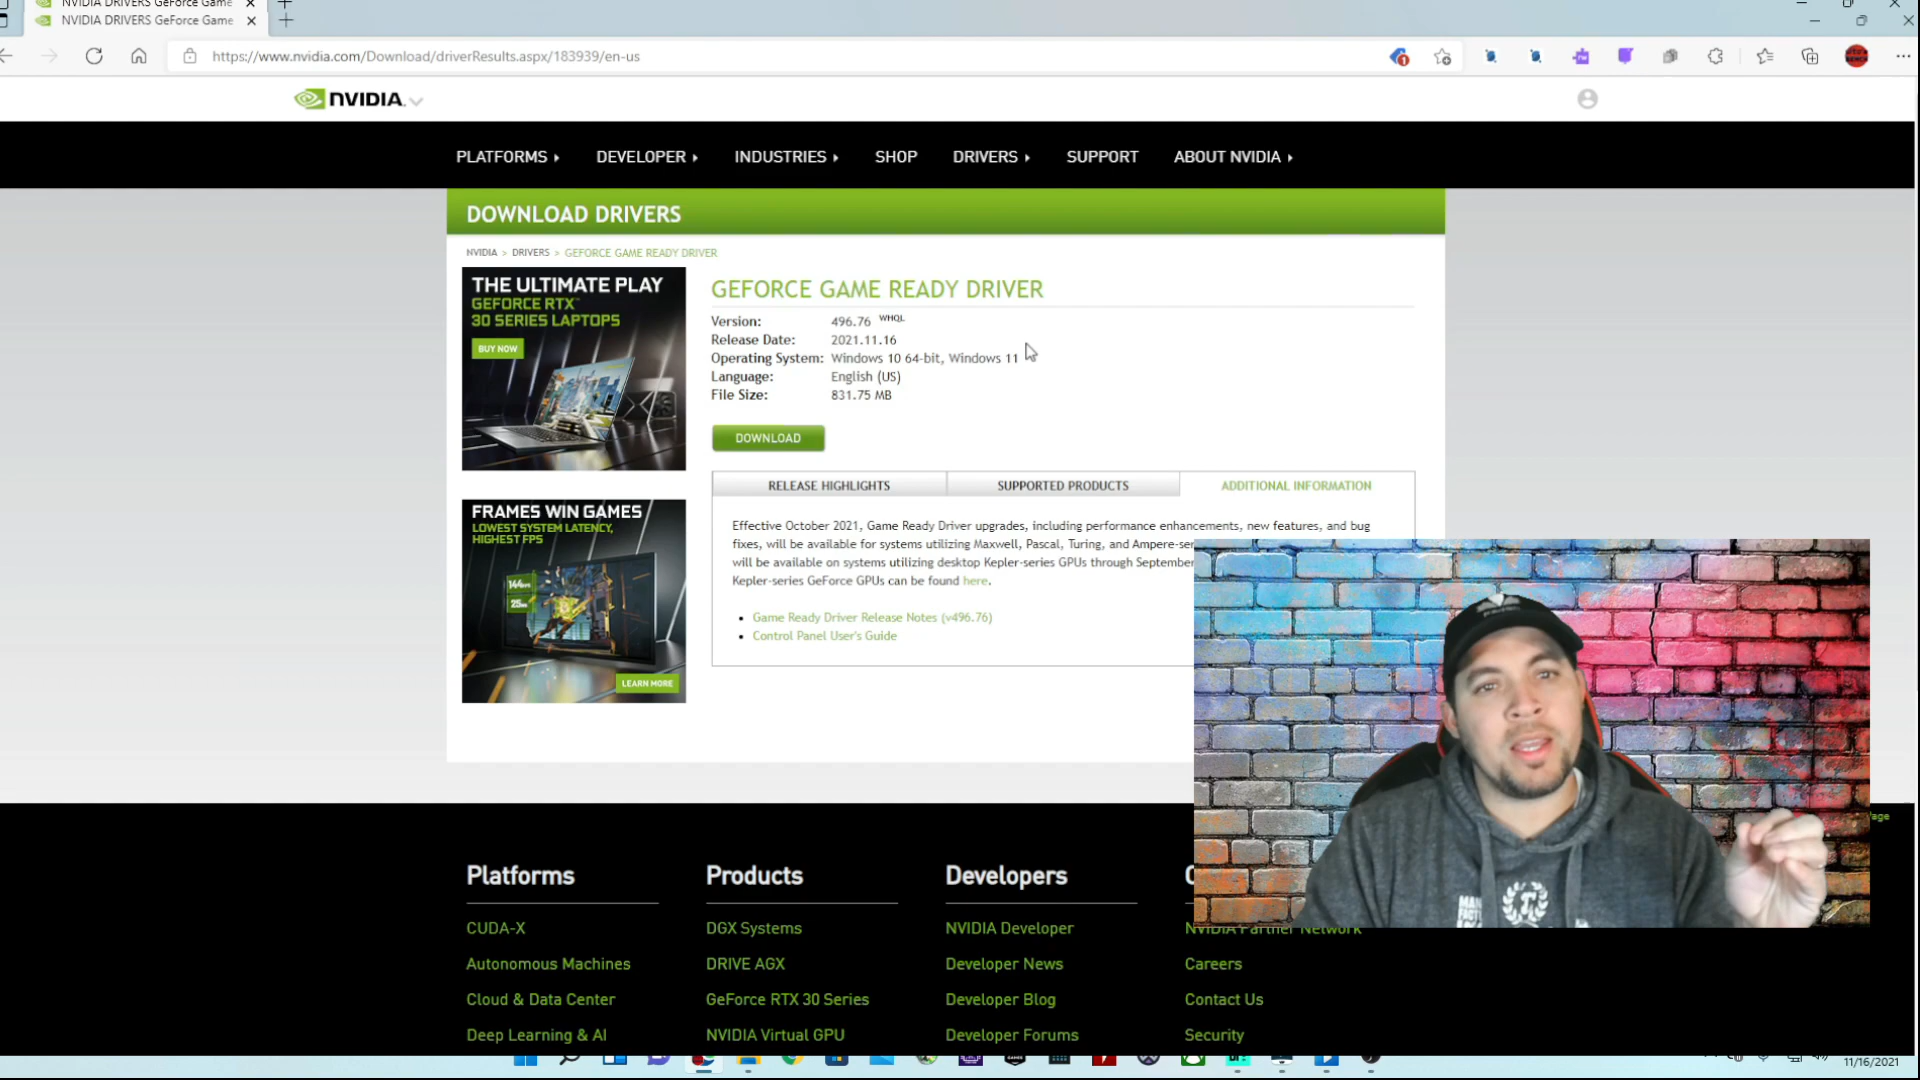 NVIDIA DRIVERS GeForce Game
NVIDIA DRIVERS GeForce Game
https://www.nvidia.com/Download/driverResults.aspx/183939/en-us
NVIDIA
PLATFORMS DEVELOPER INDUSTRIES SHOP DRIVERS SUPPORT ABOUT NVIDIA
DOWNLOAD DRIVERS
NVIDIA > DRIVERS > GEFORCE GAME READY DRIVER
THE ULTIMATE PLAY
GEFORCE RTX™
30 SERIES LAPTOPS
BUY NOW
GEFORCE GAME READY DRIVER
Version: 496.76 WHQL
Release Date: 2021.11.16
Operating System: Windows 10 64-bit, Windows 11
Language: English (US)
File Size: 831.75 MB
DOWNLOAD
RELEASE HIGHLIGHTS SUPPORTED PRODUCTS ADDITIONAL INFORMATION
Effective October 2021, Game Ready Driver upgrades, including performance enhancements, new features, and bug
fixes, will be available for systems utilizing Maxwell, Pascal, Turing, and Ampere-ser
will be available on systems utilizing desktop Kepler-series GPUs through September
Kepler-series GeForce GPUs can be found here.
Game Ready Driver Release Notes (v496.76)
Control Panel User's Guide
FRAMES WIN GAMES
LOWEST SYSTEM LATENCY,
HIGHEST FPS
144
25
LEARN MORE
Platforms
CUDA-X
Autonomous Machines
Cloud & Data Center
Deep Learning & AI
Products
DGX Systems
DRIVE AGX
GeForce RTX 30 Series
NVIDIA Virtual GPU
Developers
NVIDIA Developer
Developer News
Developer Blog
Developer Forums
NVIDIA Partner Network
Careers
Contact Us
Security
11/16/2021